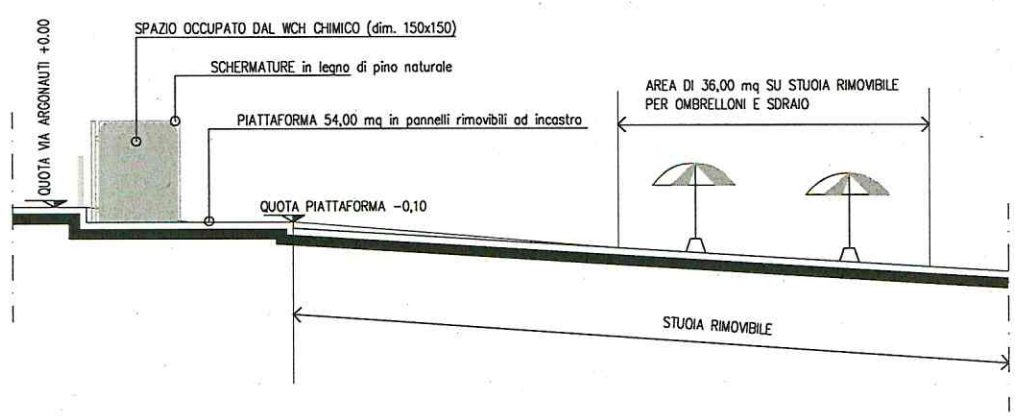 SPAZIO OCCUPATO DAL WCH CHIMICO (dim. 150x150)
QUOTA VIA ARGONAUTI +0.00
SCHERMATURE in legno di pino naturale
AREA DI 36,00 mq SU STUOIA RIMOVIBILE
PER OMBRELLONI E SDRAIO
PIATTAFORMA 54,00 mq in pannelli rimovibili ad incastro
QUOTA PIATTAFORMA -0,10
STUOIA RIMOVIBILE